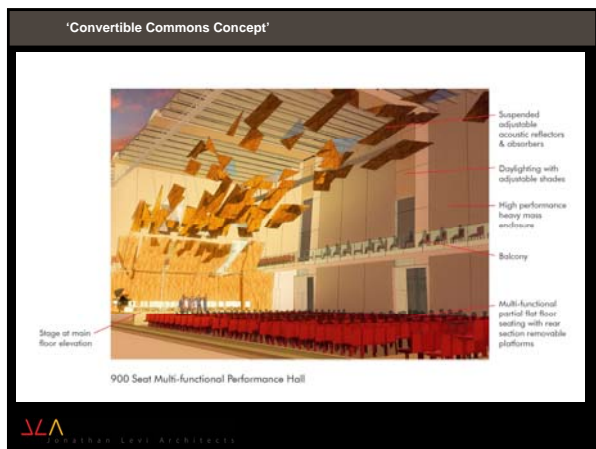 ‘Convertible Commons Concept’
Suspended
adjustable
acoustic reflectors
& absorbers
Daylighting with
adjustable shades
High performance
heavy mass
enclosure
Balcony
Multi-functional
partial flat floor
seating with rear
section removable
platforms
Stage at main
floor elevation
900 Seat Multi-functional Performance Hall
JLA
Jonathan Levi Architects